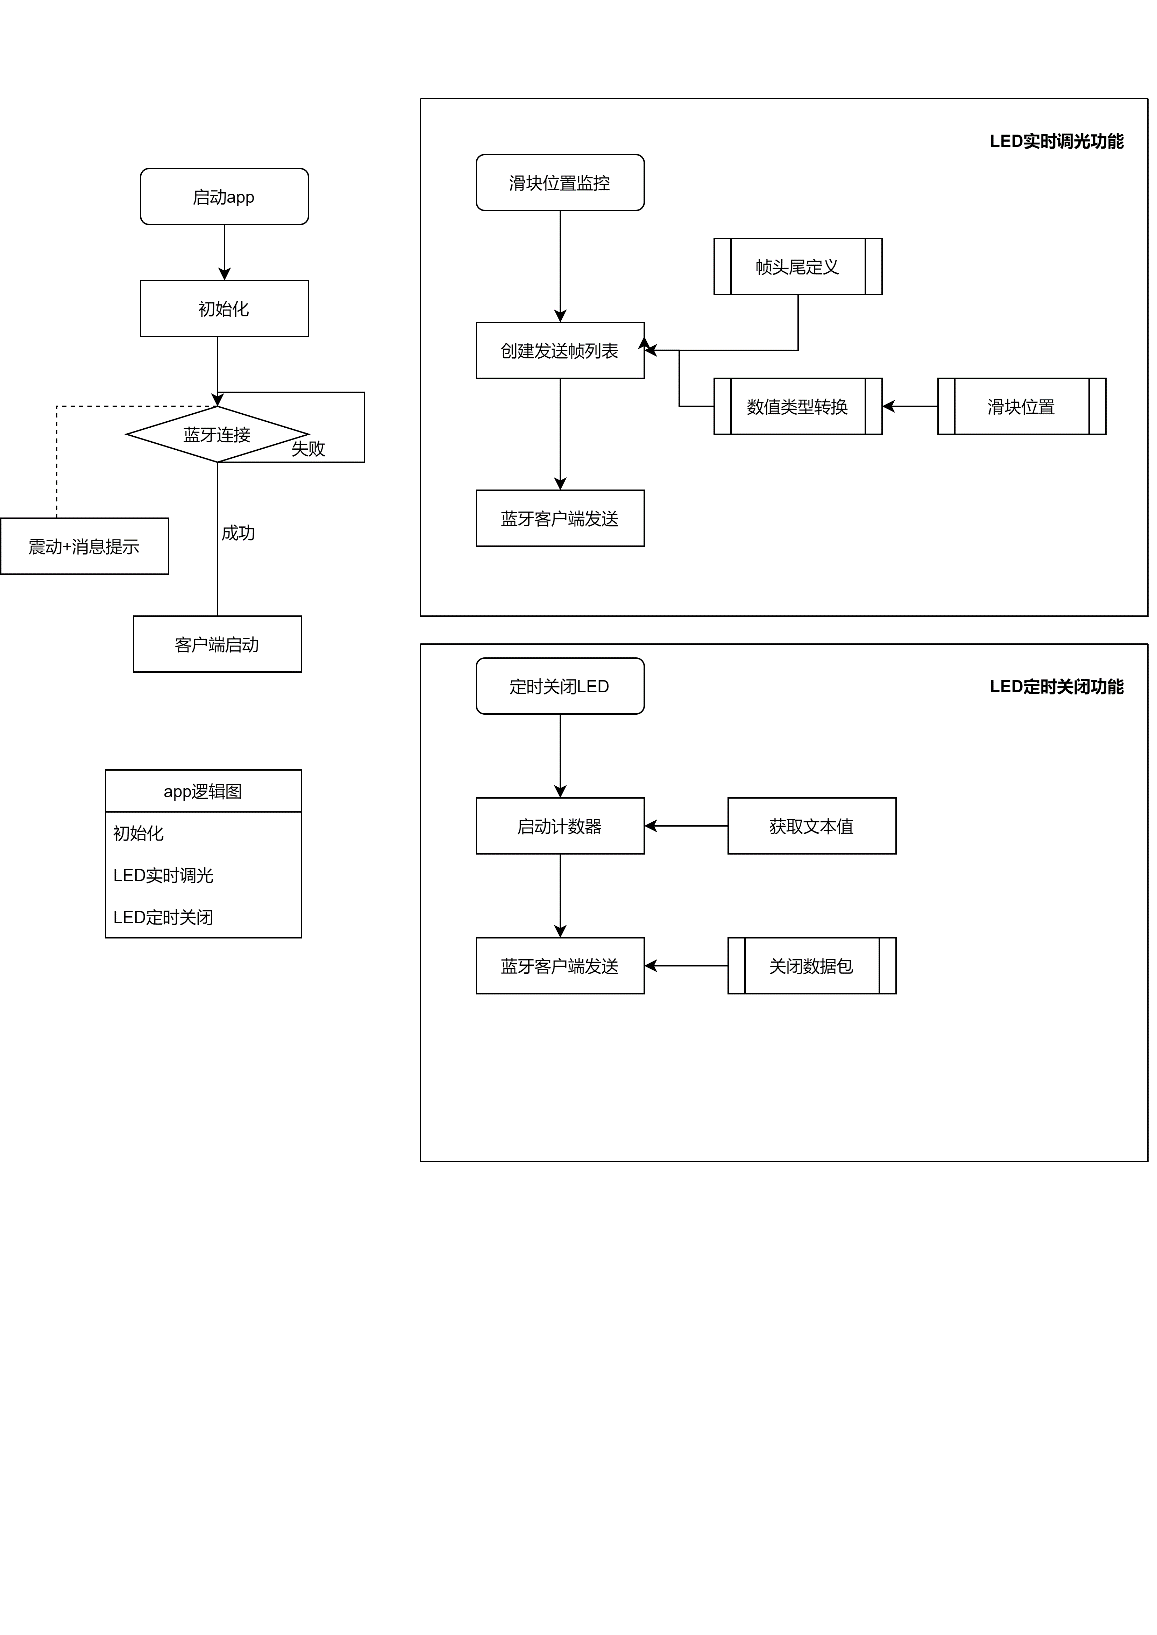 启动app
初始化
蓝牙连接
失败
成功
震动+消息提示
客户端启动
app逻辑图
初始化
LED实时调光
LED定时关闭
LED实时调光功能
滑块位置监控
帧头尾定义
创建发送帧列表
数值类型转换
滑块位置
蓝牙客户端发送
LED定时关闭功能
定时关闭LED
启动计数器
获取文本值
蓝牙客户端发送
关闭数据包